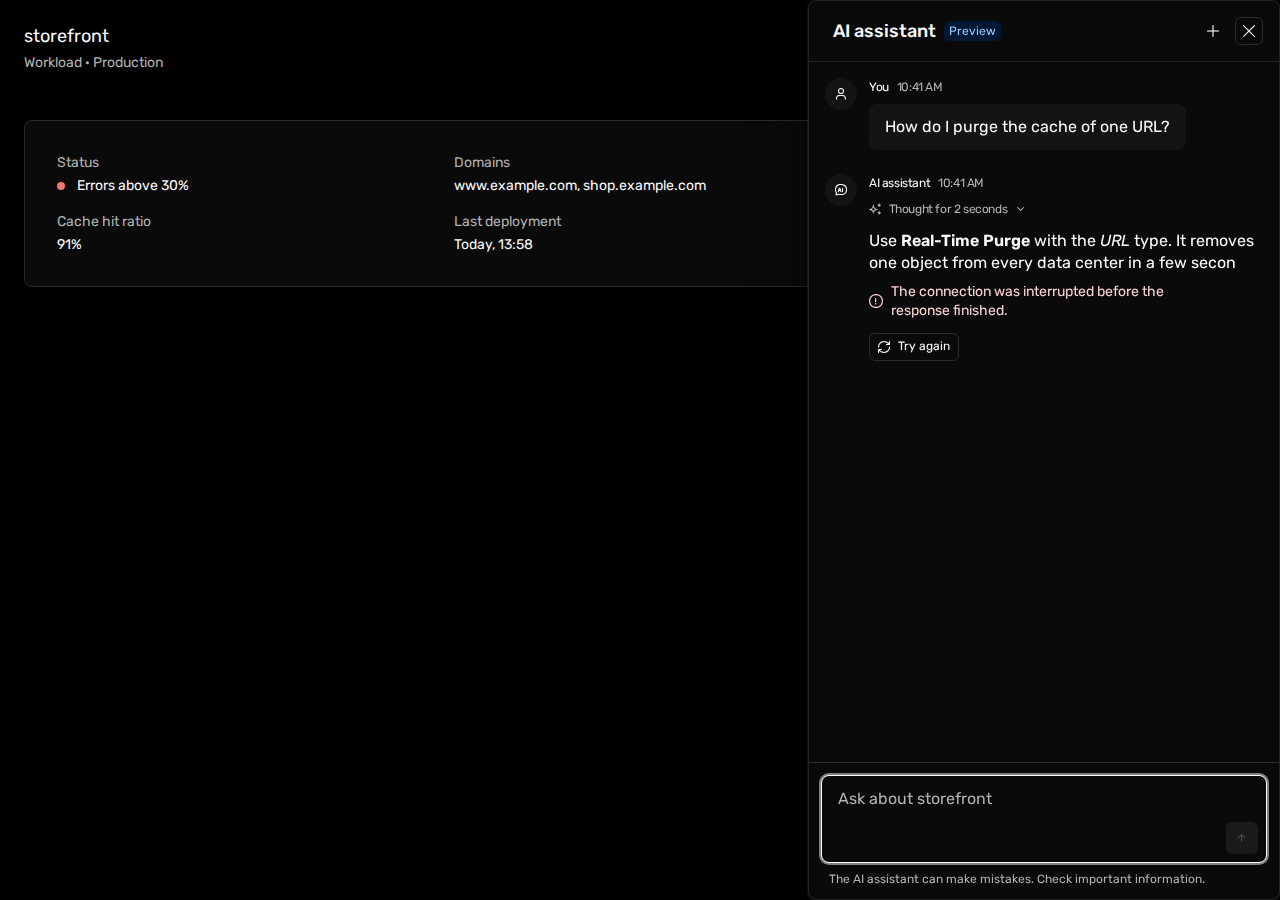 storefront
Workload • Production
Status
Errors above 30%
Domains
www.example.com, shop.example.com
Cache hit ratio
91%
Last deployment
Today, 13:58
AI assistant Preview
You 10:41 AM
How do I purge the cache of one URL?
AI
AI assistant 10:41 AM
Thought for 2 seconds
Use Real-Time Purge with the URL type. It removes
one object from every data center in a few secon
The connection was interrupted before the
response finished.
Try again
Ask about storefront
The AI assistant can make mistakes. Check important information.